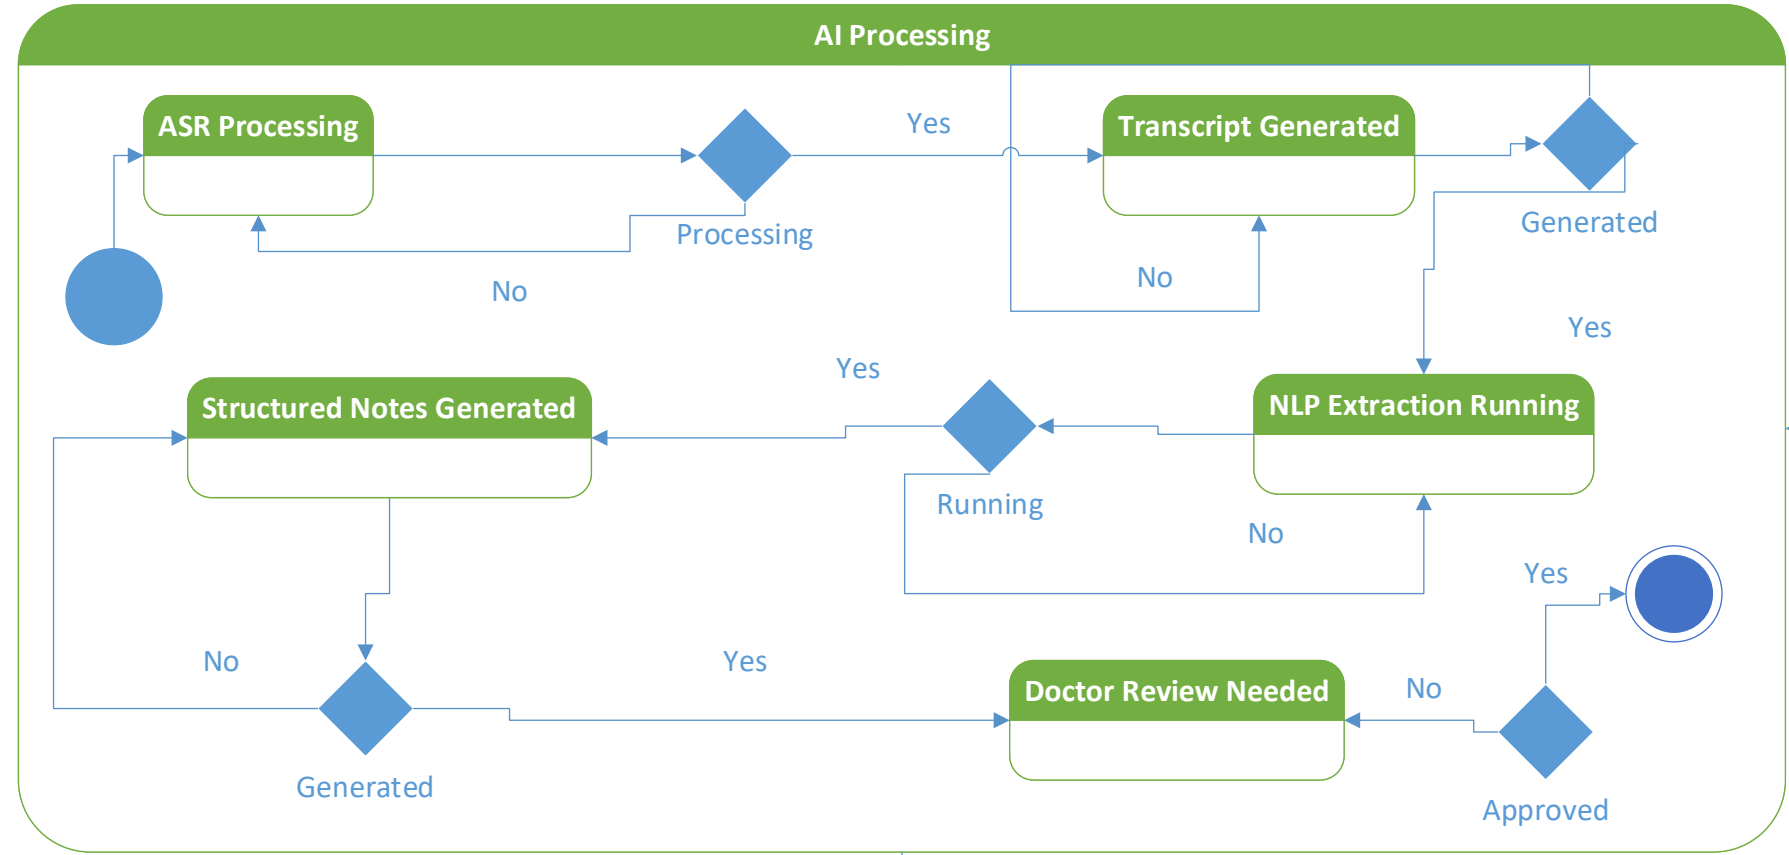 AI Processing
ASR Processing
Yes
Transcript Generated
Processing
Generated
No
No
Yes
Yes
Structured Notes Generated
NLP Extraction Running
Running
No
Yes
No
Yes
Doctor Review Needed
No
Generated
Approved